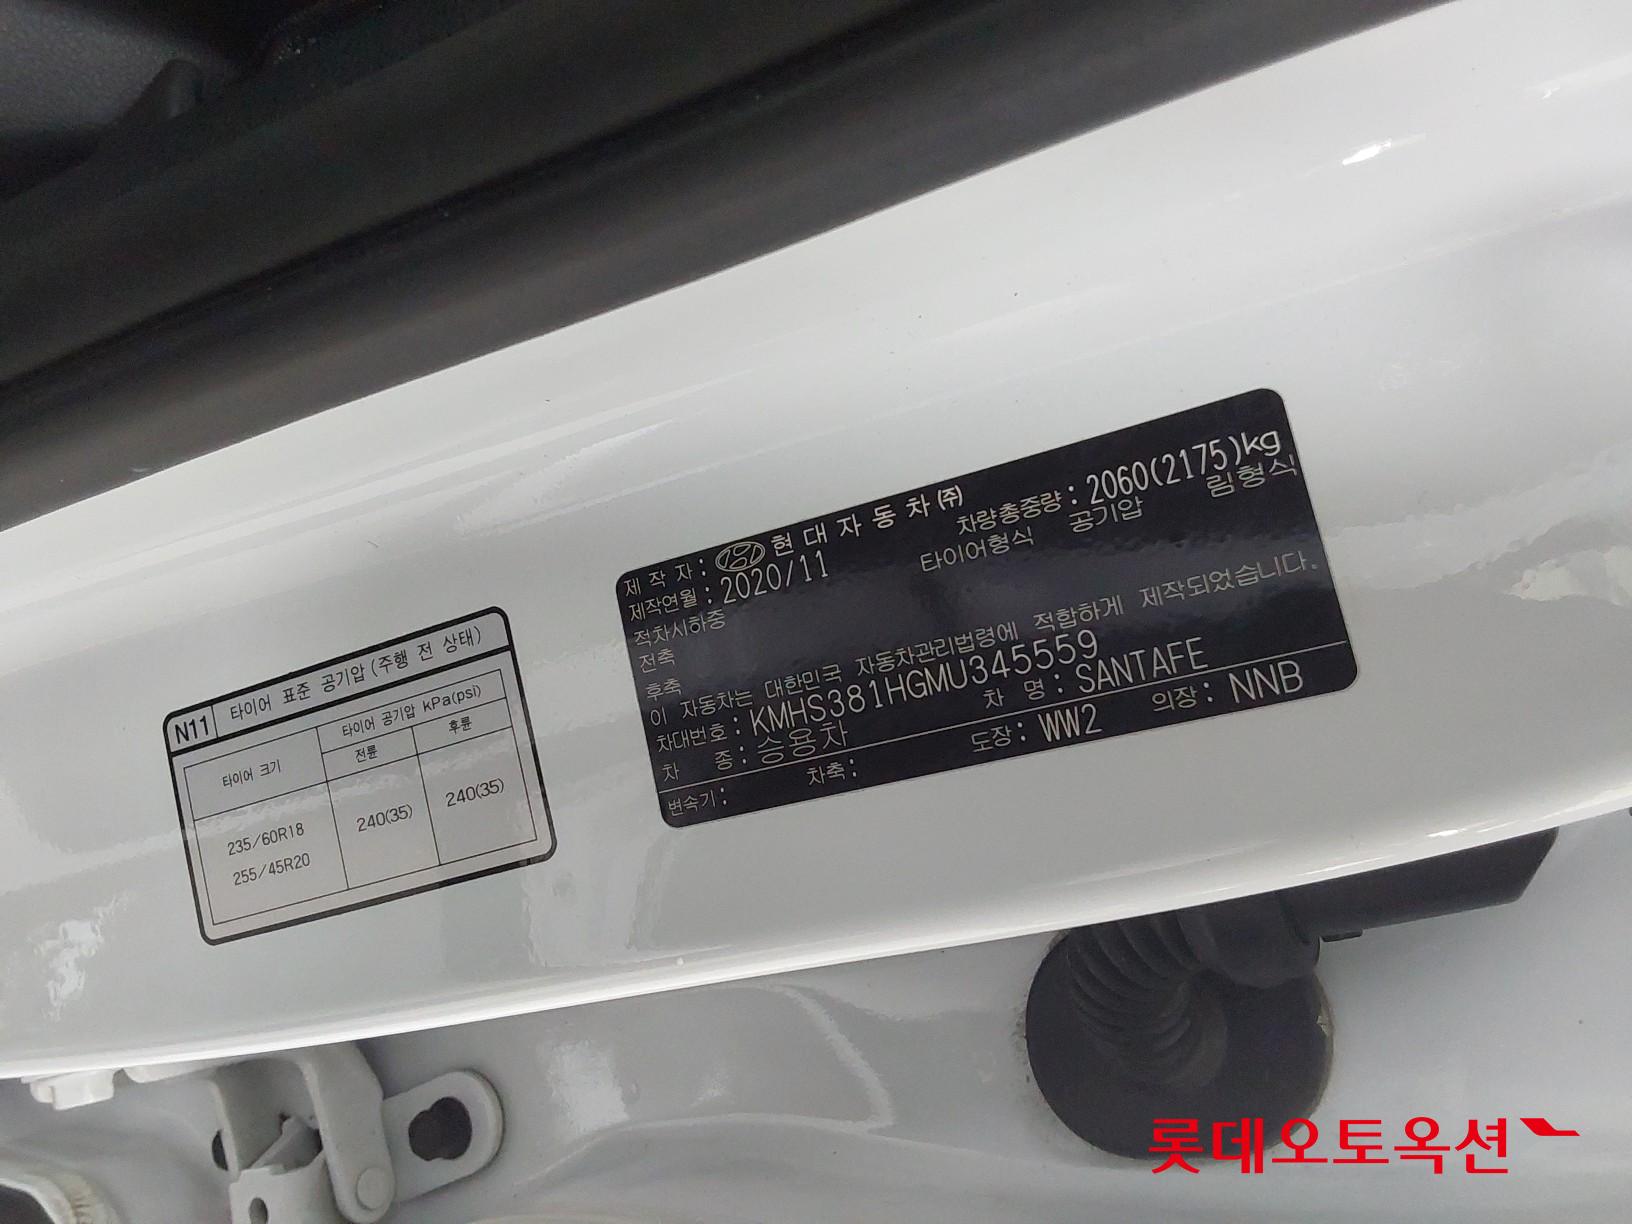 제 작 자 : 현 대 자 동 차 ㈜
제작연월 : 2020/11 차량총중량 : 2060(2175)kg
적차시하중 타이어형식 공기압 림형식
전축
후축
이 자동차는 대한민국 자동차관리법령에 적합하게 제작되었습니다.
차대번호 : KMHS381HGMU345559
차 종 : 승용차 차 명 : SANTAFE
변속기 : 차축 : 도장 : WW2 의장 : NNB
N11 타이어 표준 공기압 (주행 전 상태)
타이어 크기 타이어 공기압 kPa(psi)
전륜 후륜
235/60R18
255/45R20
240(35) 240(35)
롯데오토옥션